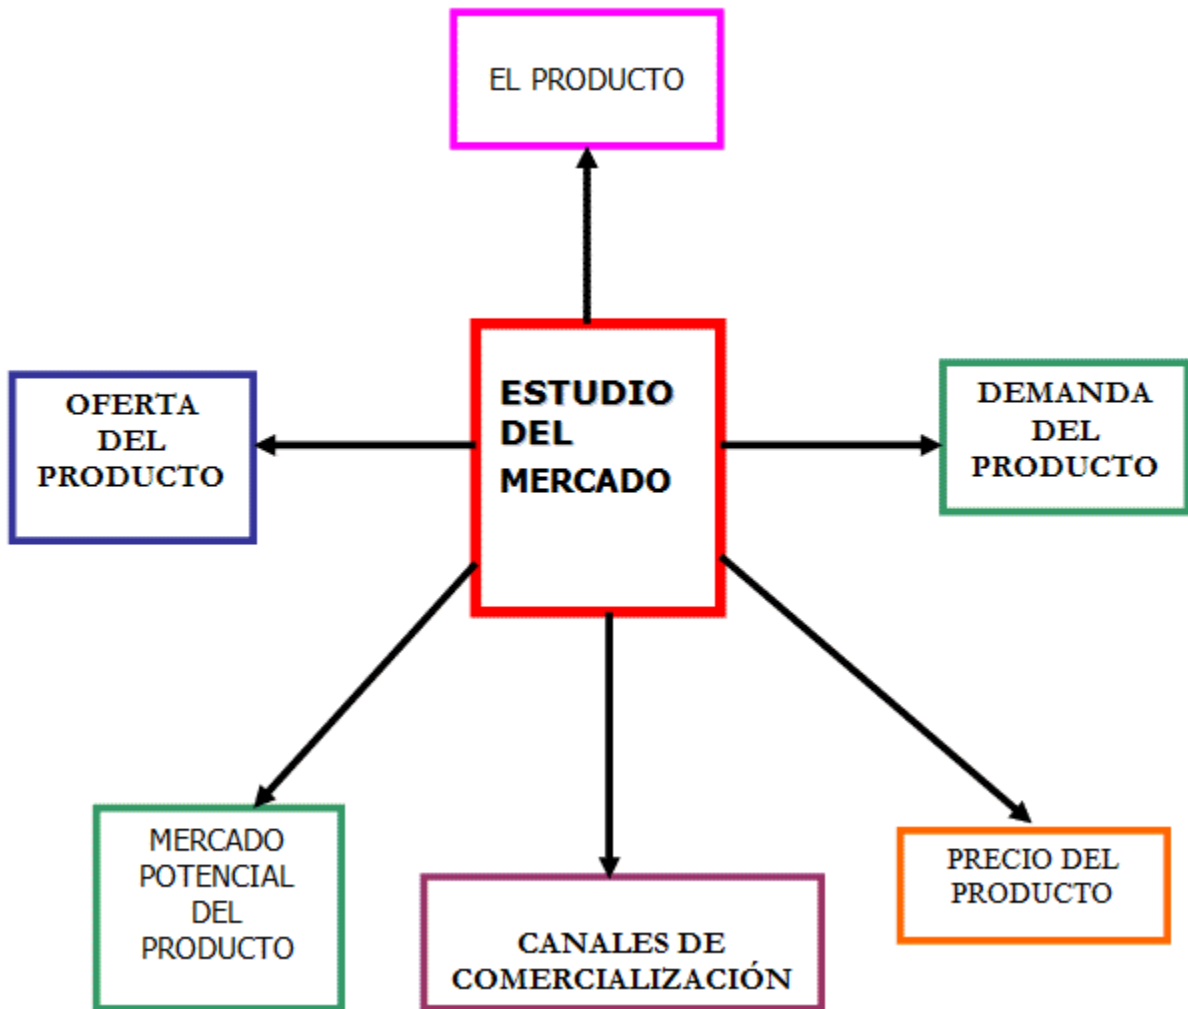 EL PRODUCTO
ESTUDIO
DEL
MERCADO
OFERTA
DEL
PRODUCTO
DEMANDA
DEL
PRODUCTO
MERCADO
POTENCIAL
DEL
PRODUCTO
CANALES DE
COMERCIALIZACIÓN
PRECIO DEL
PRODUCTO